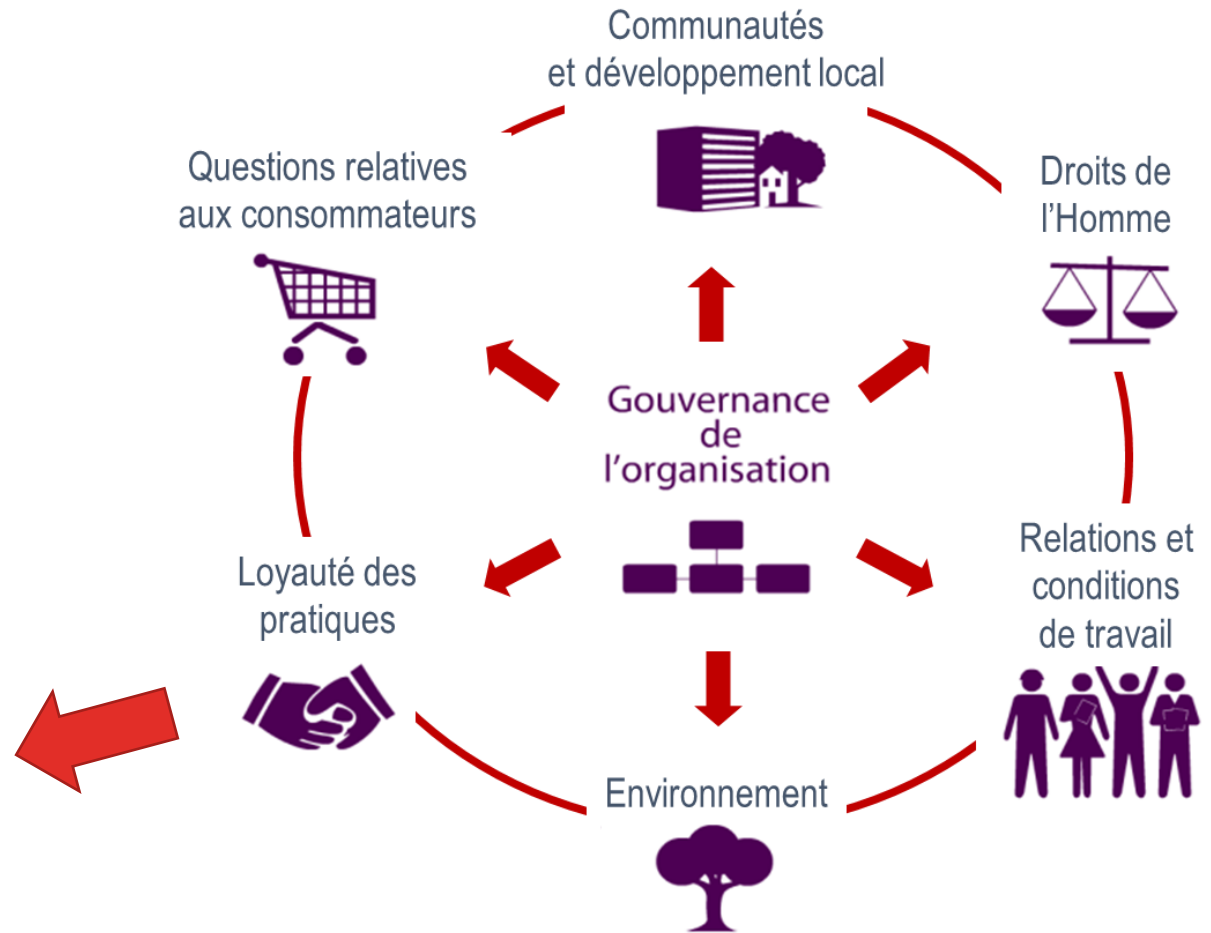 Communautés
et développement local
Questions relatives
aux consommateurs
Droits de
l'Homme
Gouvernance
de
l'organisation
Loyauté des
pratiques
Relations et
conditions
de travail
Environnement